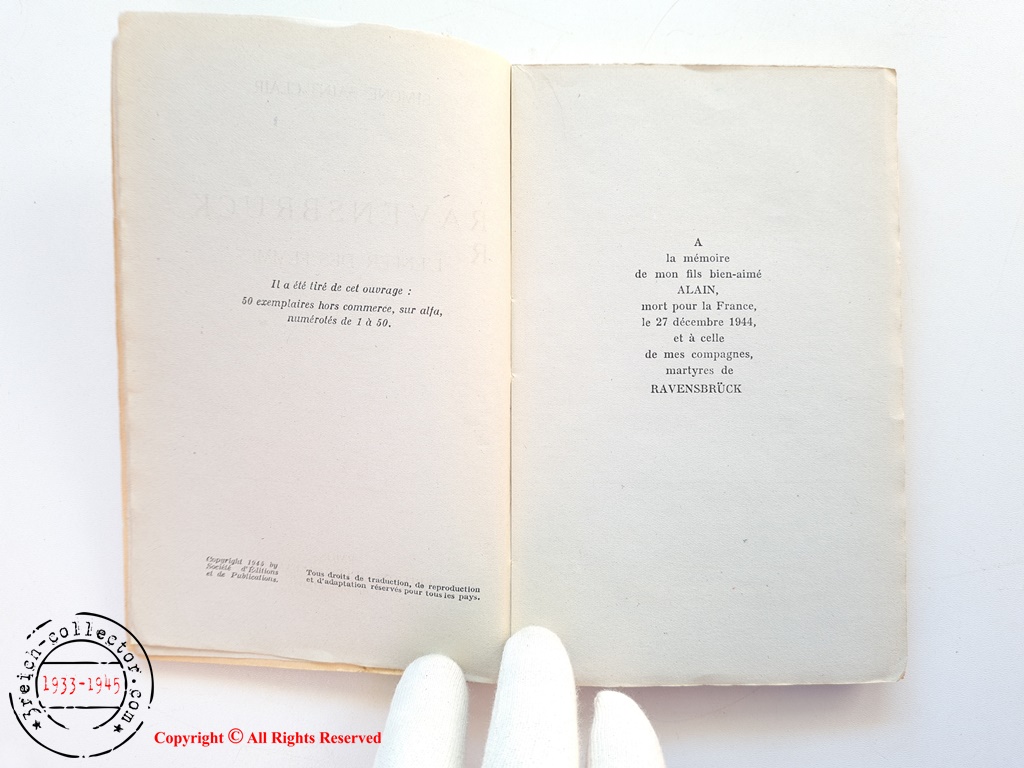 Il a été tiré de cet ouvrage :
50 exemplaires hors commerce, sur alfa,
numérotés de 1 à 50.
Copyright 1945 by
Société d'Éditions
et de Publications.
Tous droits de traduction, de reproduction
et d'adaptation réservés pour tous les pays.
A
la mémoire
de mon fils bien-aimé
ALAIN,
mort pour la France,
le 27 décembre 1944,
et à celle
de mes compagnes,
martyres de
RAVENSBRÜCK
3reich-collector.com
1933-1945
Copyright © All Rights Reserved